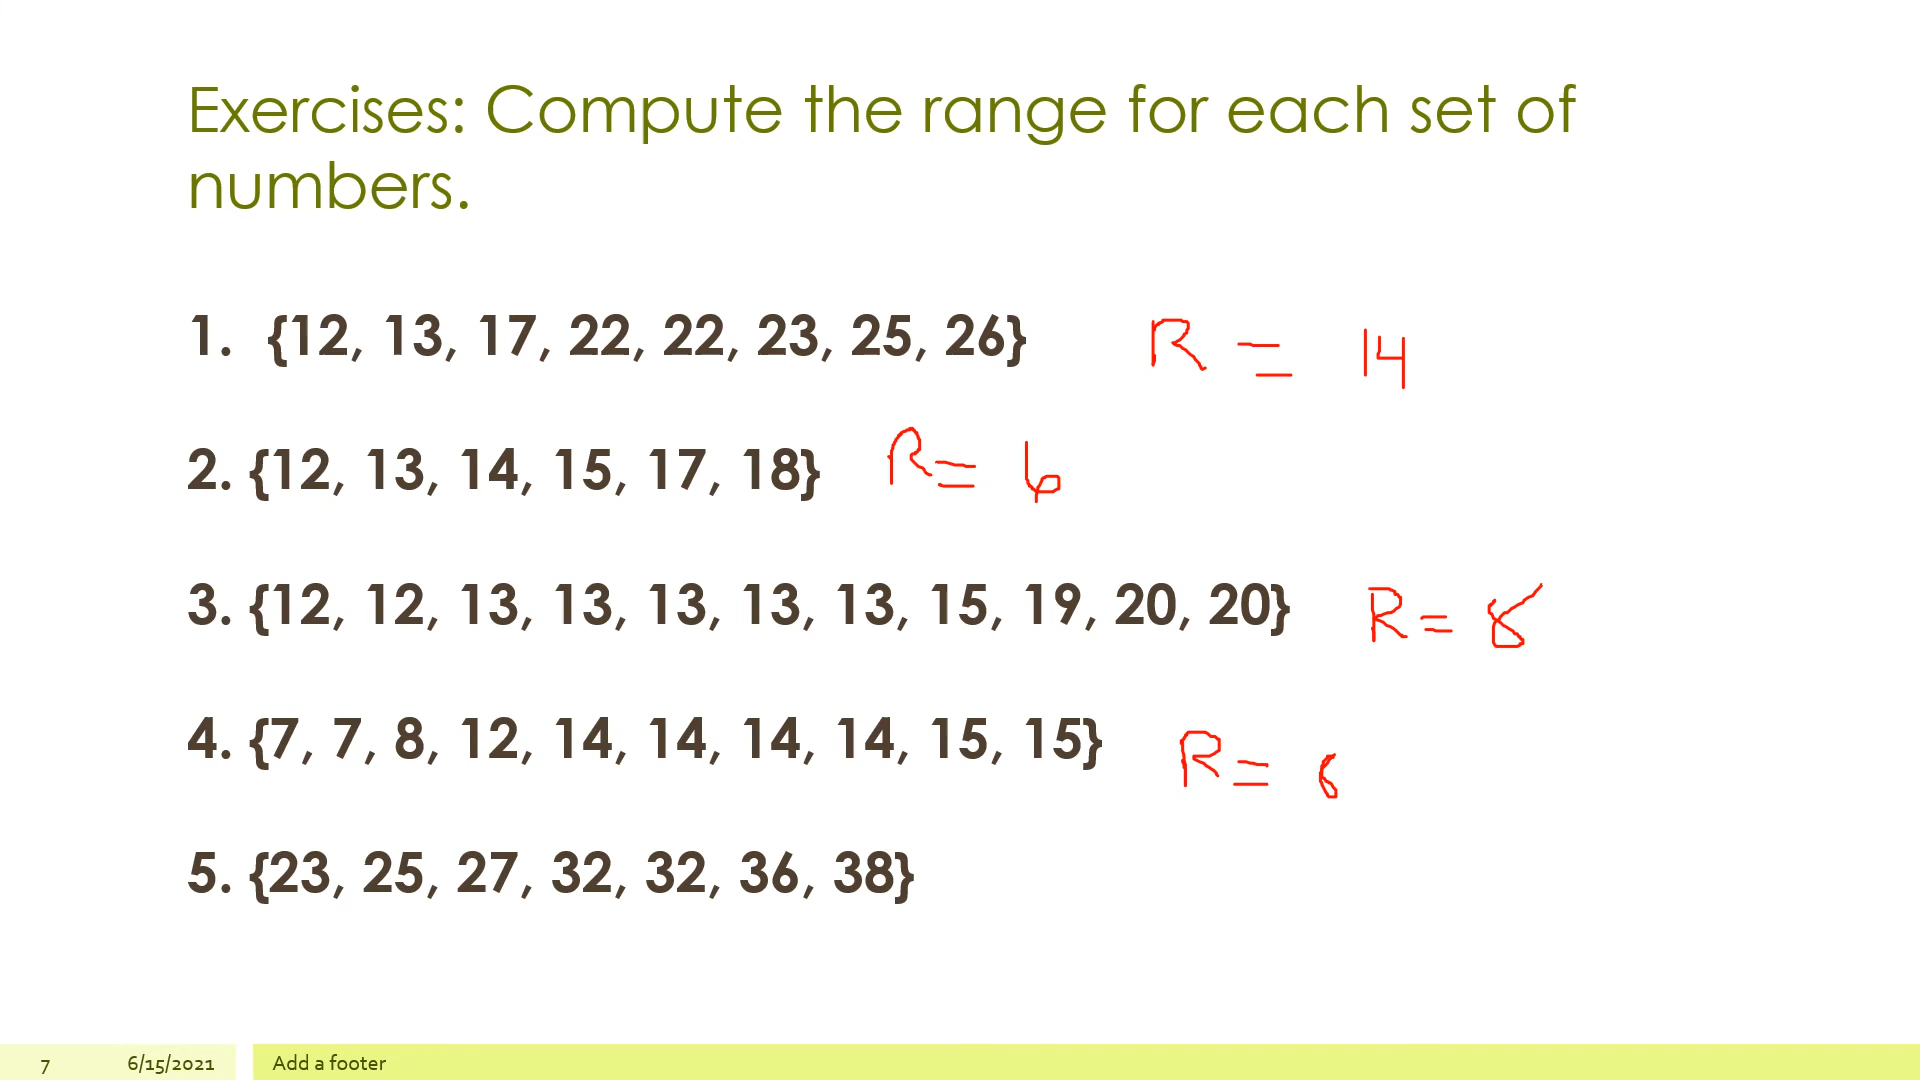 Exercises: Compute the range for each set of
numbers.
1. {12, 13, 17, 22, 22, 23, 25, 26} R = 14
2. {12, 13, 14, 15, 17, 18} R = 6
3. {12, 12, 13, 13, 13, 13, 13, 15, 19, 20, 20} R = 8
4. {7, 7, 8, 12, 14, 14, 14, 14, 15, 15} R =
5. {23, 25, 27, 32, 32, 36, 38}
7 6/15/2021 Add a footer